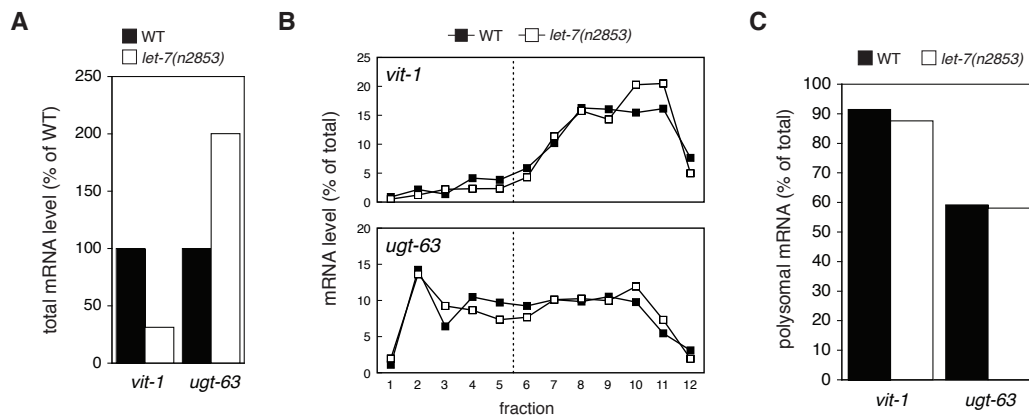 A
WT
let-7(n2853)
total mRNA level (% of WT)
250
200
150
100
50
0
vit-1 ugt-63
B
WT let-7(n2853)
mRNA level (% of total)
vit-1
25
20
15
10
5
0
ugt-63
20
15
10
5
0
1 2 3 4 5 6 7 8 9 10 11 12
fraction
C
WT let-7(n2853)
polysomal mRNA (% of total)
100
90
80
70
60
50
40
30
20
10
0
vit-1 ugt-63